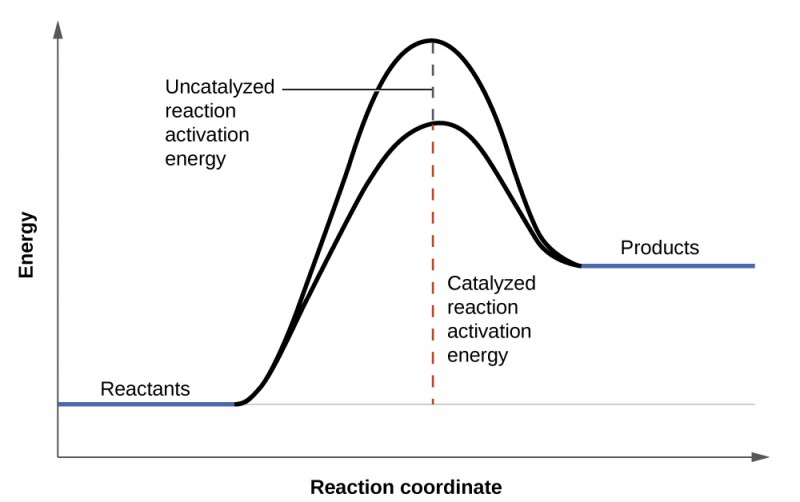 Uncatalyzed
reaction
activation
energy
Energy
Products
Catalyzed
reaction
activation
energy
Reactants
Reaction coordinate